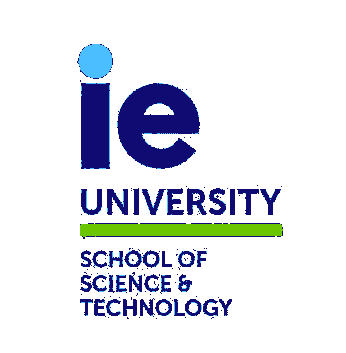 ie
UNIVERSITY
SCHOOL OF
SCIENCE &
TECHNOLOGY